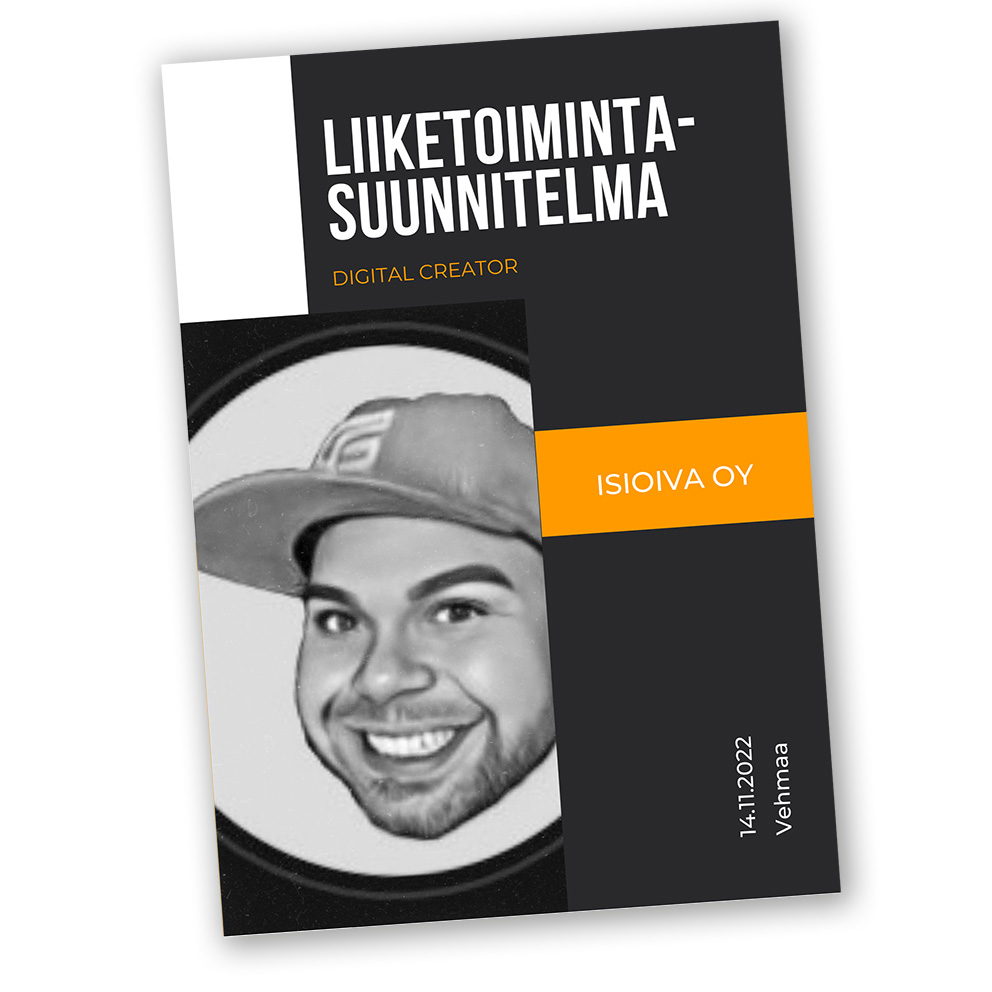 LIIKETOIMINTA-
SUUNNITELMA
DIGITAL CREATOR
ISIOIVA OY
14.11.2022
Vehmaa